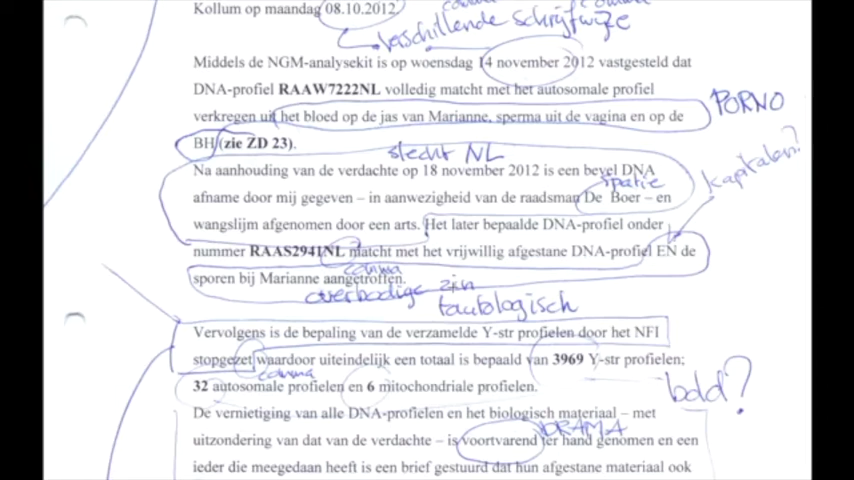 Kollum op maandag 08.10.2012
comma
verschillende schrijfwijze
Middels de NGM-analysekit is op woensdag 14 november 2012 vastgesteld dat
DNA-profiel RAAW7222NL volledig matcht met het autosomale profiel
verkregen uit het bloed op de jas van Marianne, sperma uit de vagina en op de
PORNO
BH (zie ZD 23).
slecht NL
kapitalen?
Na aanhouding van de verdachte op 18 november 2012 is een bevel DNA
spatie
afname door mij gegeven – in aanwezigheid van de raadsman De Boer – en
wangslijm afgenomen door een arts. Het later bepaalde DNA-profiel onder
nummer RAAS2941NL matcht met het vrijwillig afgestane DNA-profiel EN de
comma
sporen bij Marianne aangetroffen.
overbodige zin
tautologisch
Vervolgens is de bepaling van de verzamelde Y-str profielen door het NFI
stopgezet waardoor uiteindelijk een totaal is bepaald van 3969 Y-str profielen;
comma
32 autosomale profielen en 6 mitochondriale profielen.
bold?
De vernietiging van alle DNA-profielen en het biologisch materiaal – met
DRAMA
uitzondering van dat van de verdachte – is voortvarend ter hand genomen en een
ieder die meegedaan heeft is een brief gestuurd dat hun afgestane materiaal ook